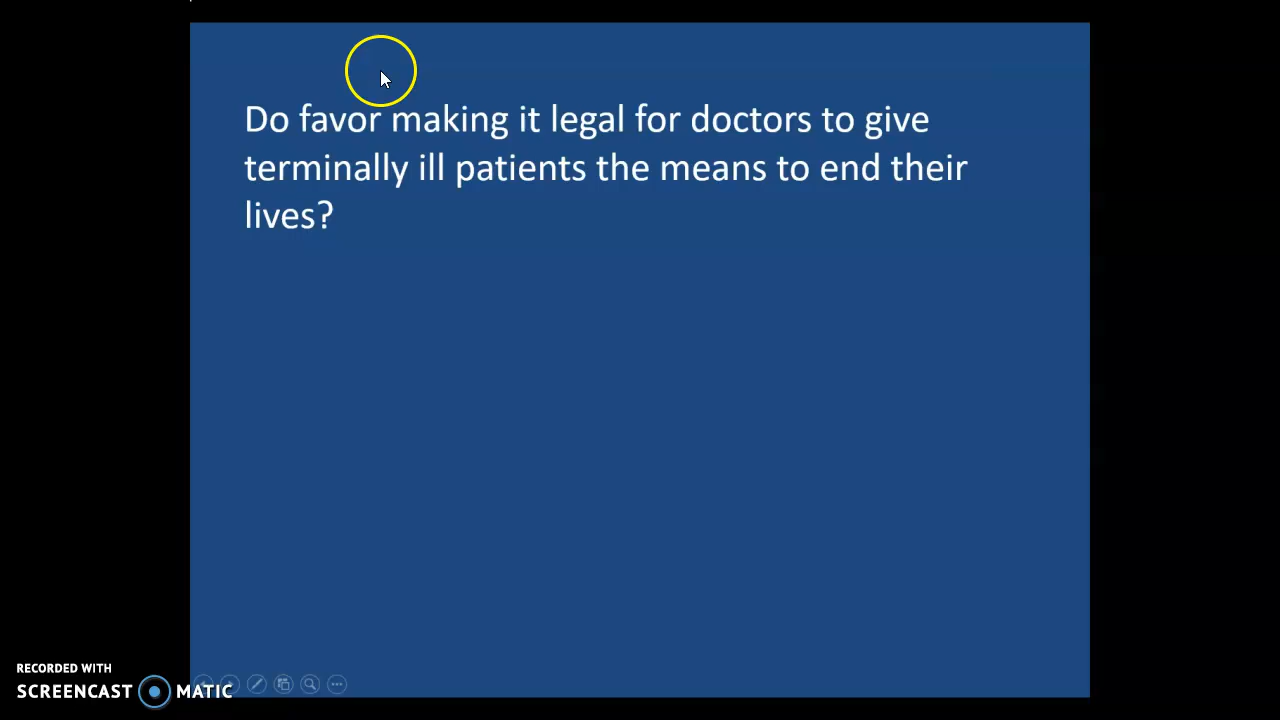 Do favor making it legal for doctors to give
terminally ill patients the means to end their
lives?
RECORDED WITH
SCREENCAST MATIC